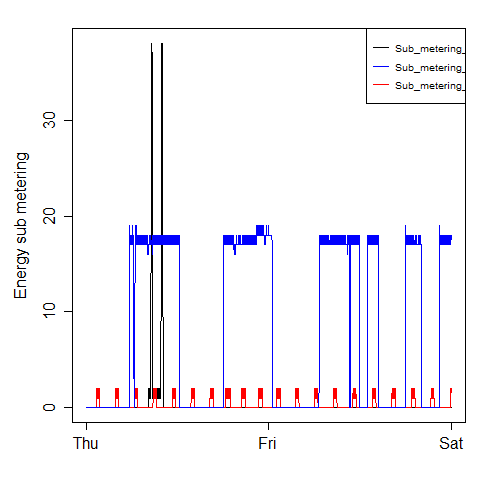 Sub_metering_
Sub_metering_
Sub_metering_
Energy sub metering
30
20
10
0
Thu Fri Sat